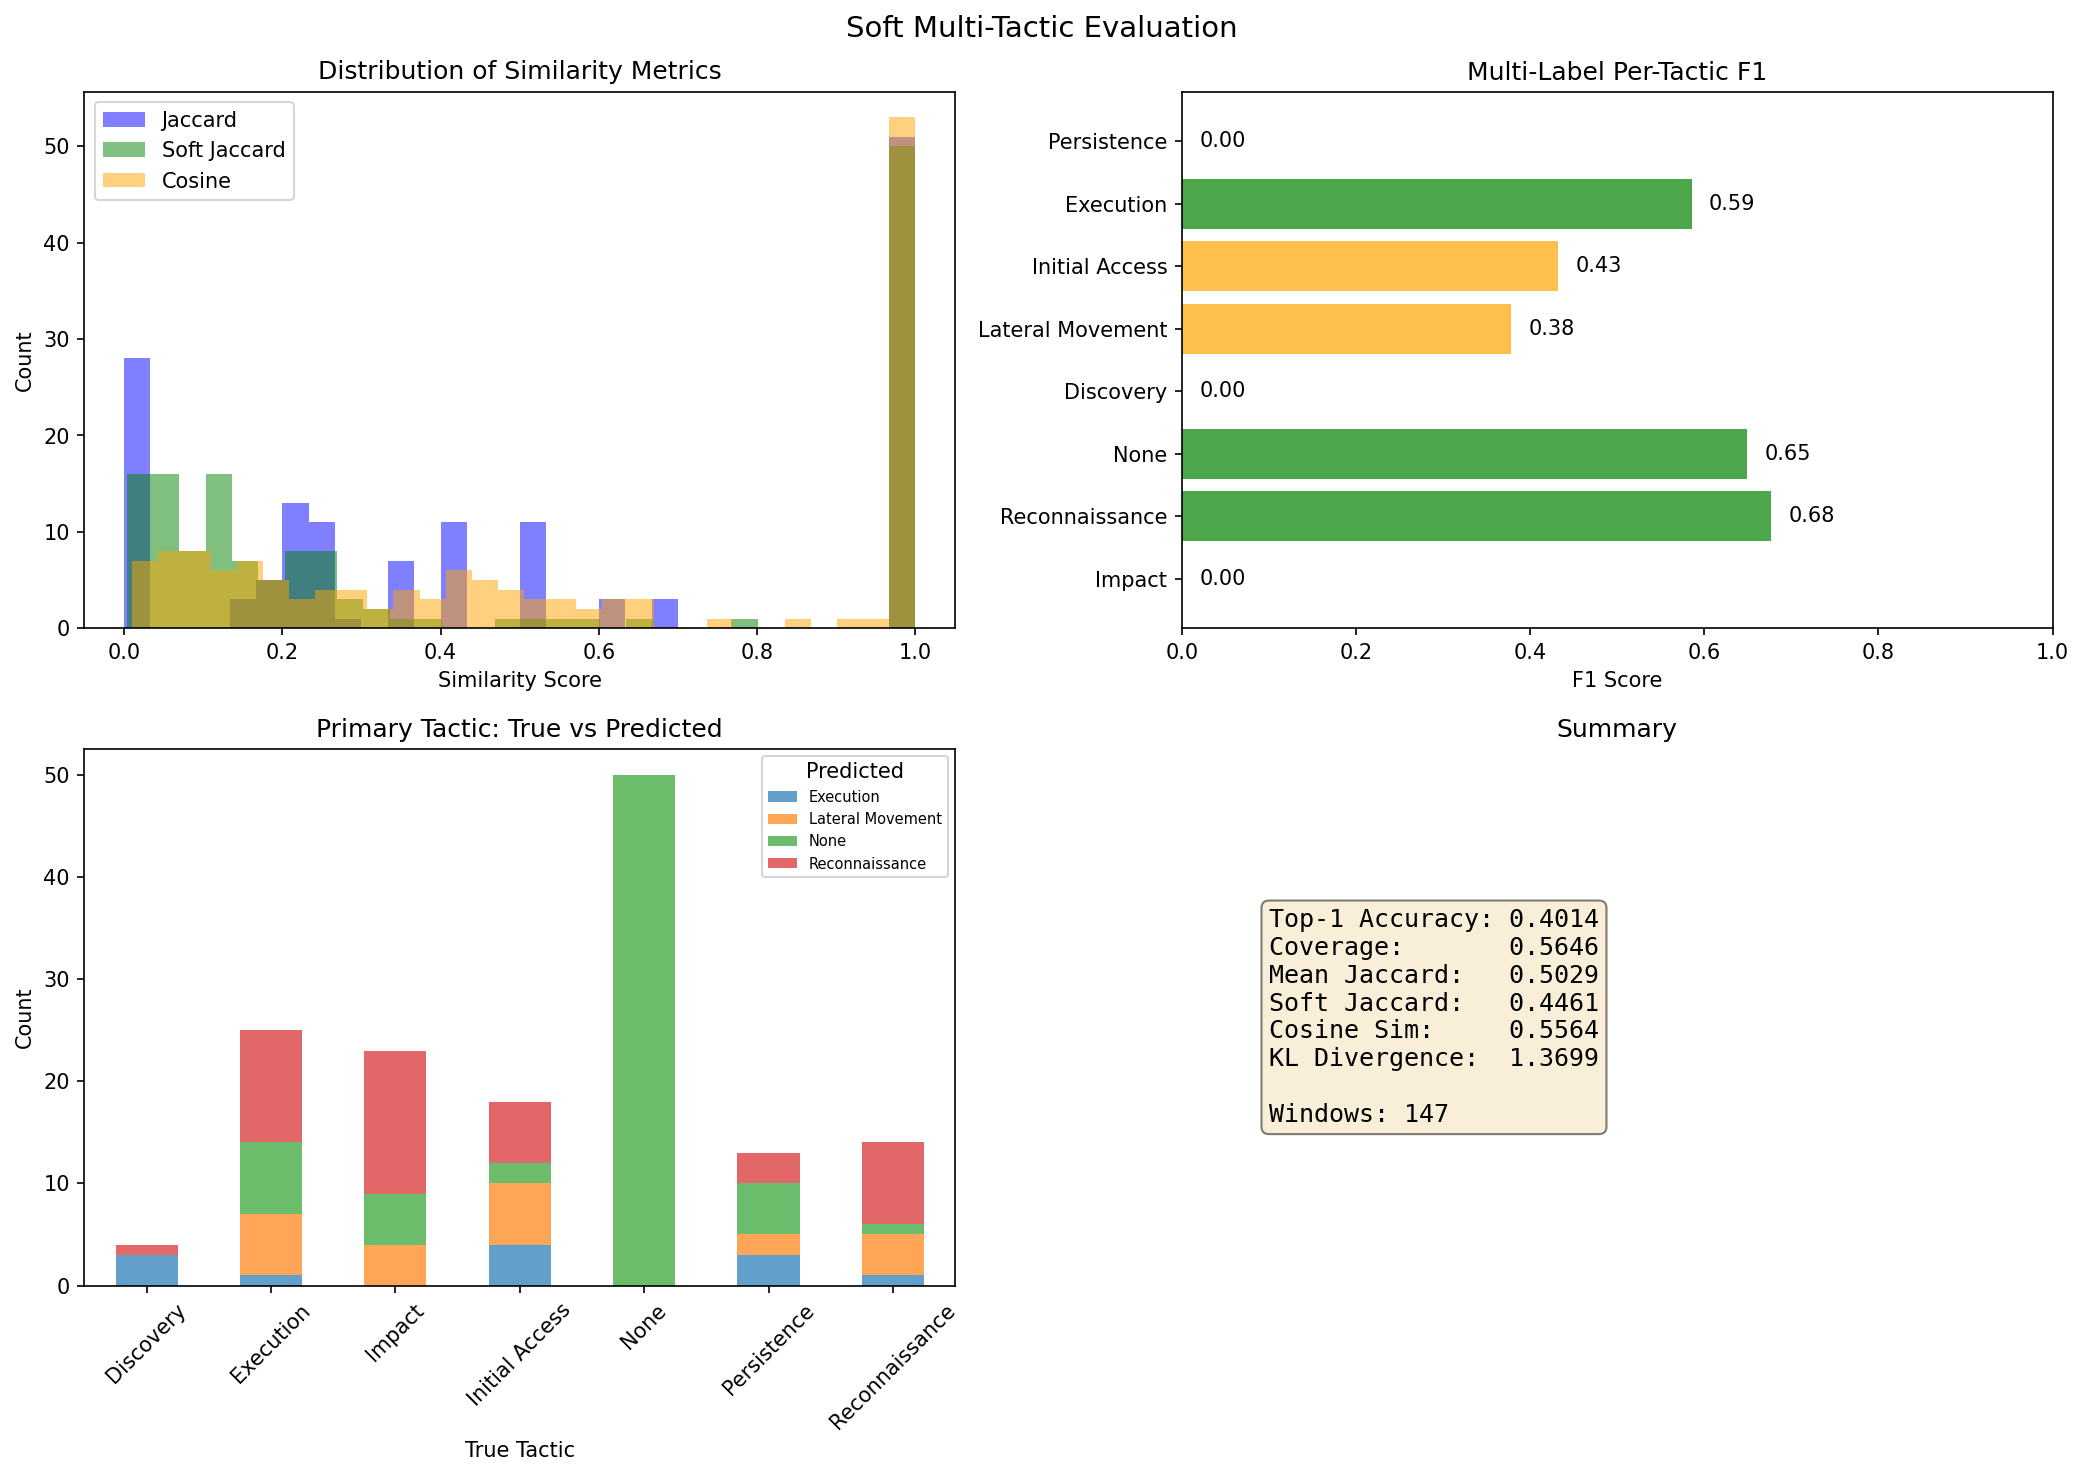 Soft Multi-Tactic Evaluation
Distribution of Similarity Metrics
Jaccard
Soft Jaccard
Cosine
Count
50
40
30
20
10
0
0.0 0.2 0.4 0.6 0.8 1.0
Similarity Score
Multi-Label Per-Tactic F1
Persistence 0.00
Execution 0.59
Initial Access 0.43
Lateral Movement 0.38
Discovery 0.00
None 0.65
Reconnaissance 0.68
Impact 0.00
0.0 0.2 0.4 0.6 0.8 1.0
F1 Score
Primary Tactic: True vs Predicted
Predicted
Execution
Lateral Movement
None
Reconnaissance
Count
50
40
30
20
10
0
Discovery Execution Impact Initial Access None Persistence Reconnaissance
True Tactic
Summary
Top-1 Accuracy: 0.4014
Coverage: 0.5646
Mean Jaccard: 0.5029
Soft Jaccard: 0.4461
Cosine Sim: 0.5564
KL Divergence: 1.3699
Windows: 147